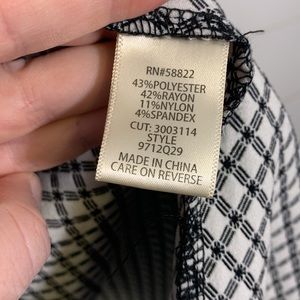 RN#58822
43%POLYESTER
42%RAYON
11%NYLON
4%SPANDEX
CUT: 3003114
STYLE
9712Q29
MADE IN CHINA
CARE ON REVERSE